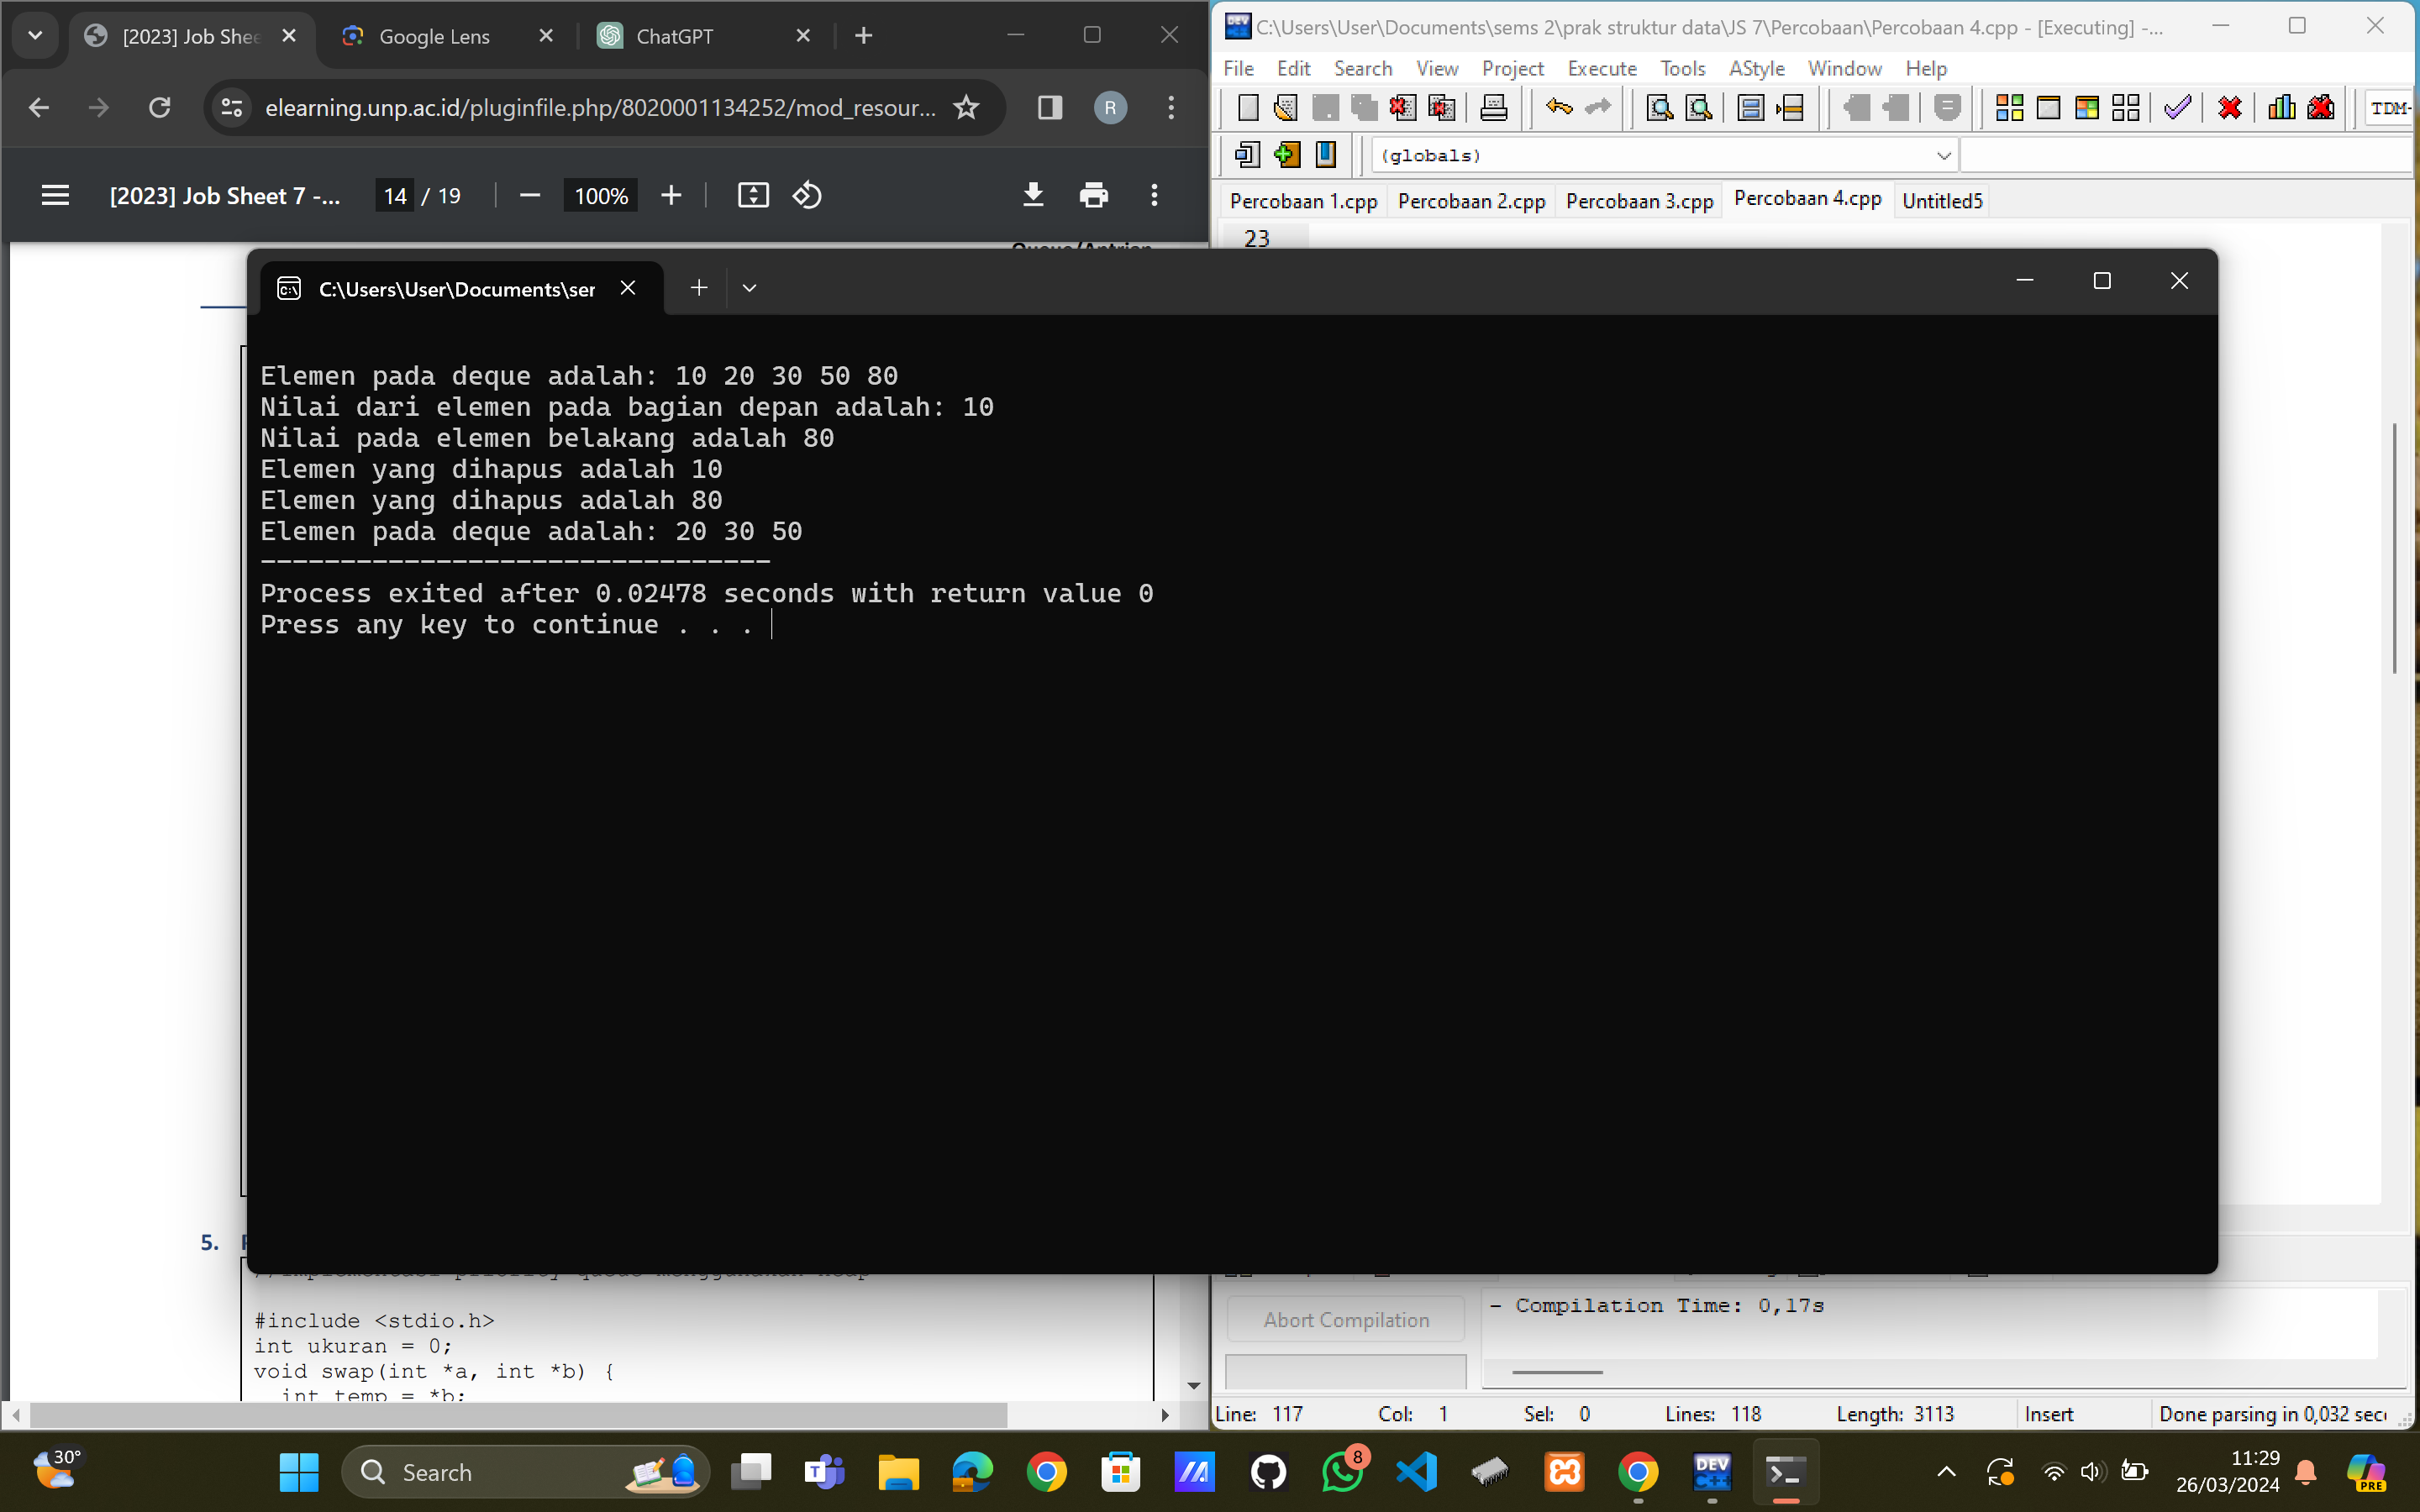 [2023] Job Shee
Google Lens
ChatGPT
elearning.unp.ac.id/pluginfile.php/8020001134252/mod_resour...
R
[2023] Job Sheet 7 -...
14 / 19
100%
C:\Users\User\Documents\sems 2\prak struktur data\JS 7\Percobaan\Percobaan 4.cpp - [Executing] -...
File Edit Search View Project Execute Tools AStyle Window Help
TDM-
(globals)
Percobaan 1.cpp Percobaan 2.cpp Percobaan 3.cpp Percobaan 4.cpp Untitled5
23
C:\Users\User\Documents\ser
Elemen pada deque adalah: 10 20 30 50 80
Nilai dari elemen pada bagian depan adalah: 10
Nilai pada elemen belakang adalah 80
Elemen yang dihapus adalah 10
Elemen yang dihapus adalah 80
Elemen pada deque adalah: 20 30 50
--------------------------------
Process exited after 0.02478 seconds with return value 0
Press any key to continue . . .
5.
#include <stdio.h>
int ukuran = 0;
void swap(int *a, int *b) {
int temp = *b;
Abort Compilation
- Compilation Time: 0,17s
Line: 117 Col: 1 Sel: 0 Lines: 118 Length: 3113 Insert Done parsing in 0,032 seco
30°
Search
8
DEV
C++
11:29
26/03/2024
PRE